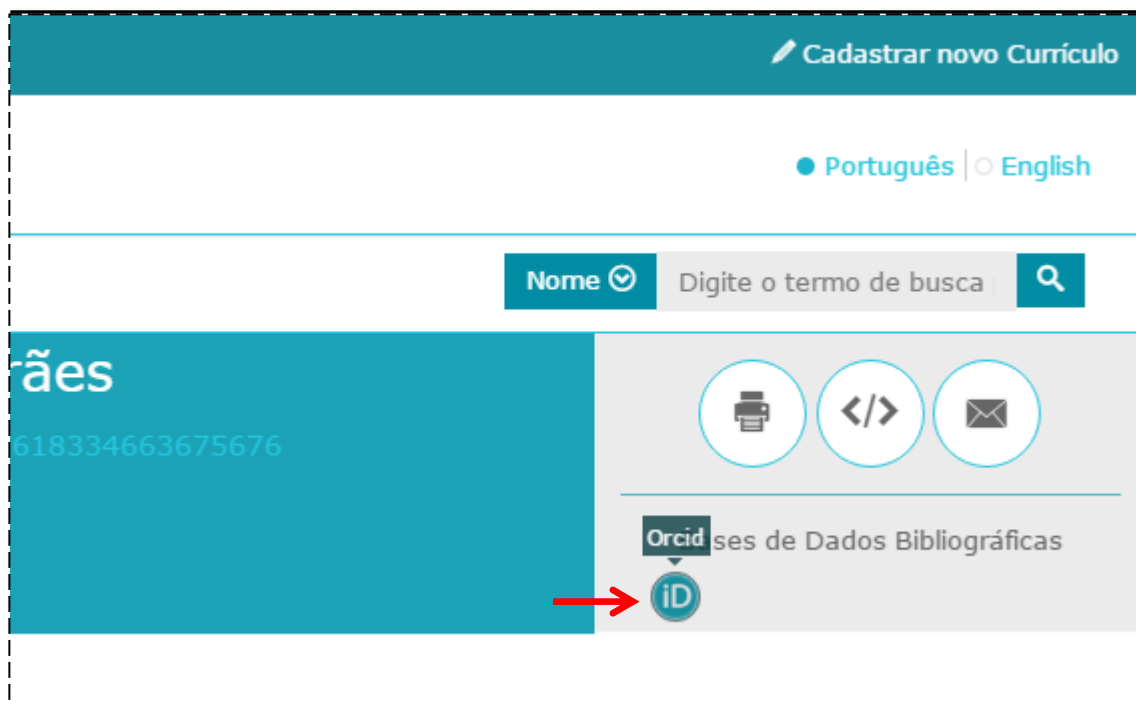 Cadastrar novo Currículo
Português English
Nome Digite o termo de busca
rães
618334663675676
Orcid ses de Dados Bibliográficas
iD